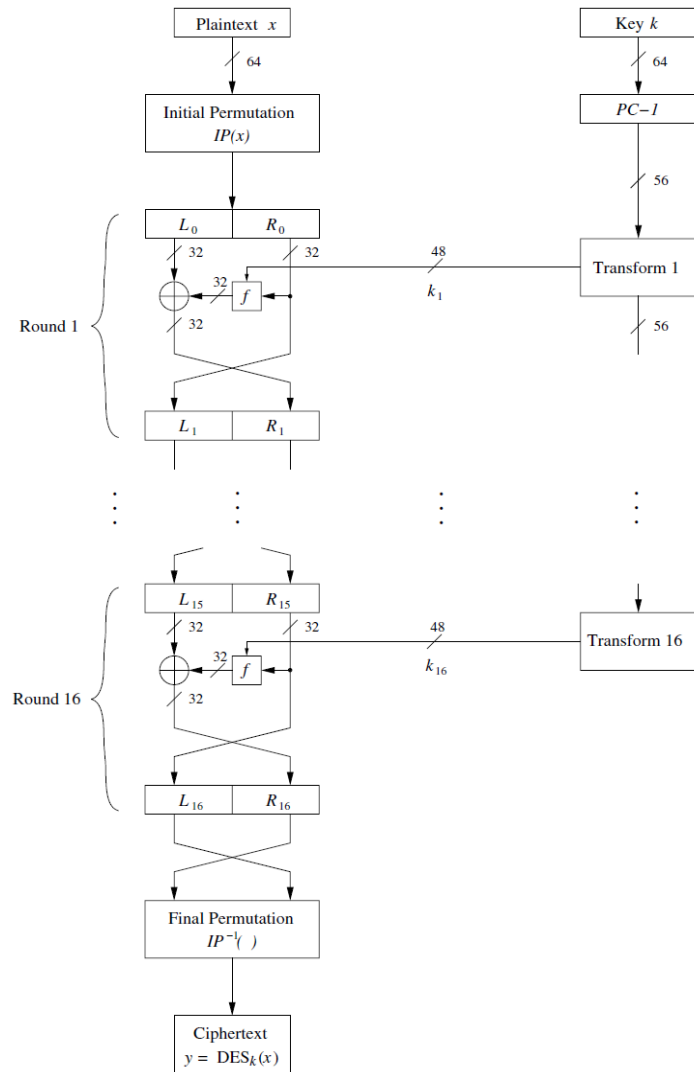 Plaintext x
Key k
64
64
Initial Permutation
IP(x)
PC−1
56
L0 R0
32 32
48
Transform 1
32
f
k1
32
56
Round 1
L1 R1
L15 R15
32 32
48
Transform 16
32
f
k16
32
Round 16
L16 R16
Final Permutation
IP−1( )
Ciphertext
y = DESk(x)